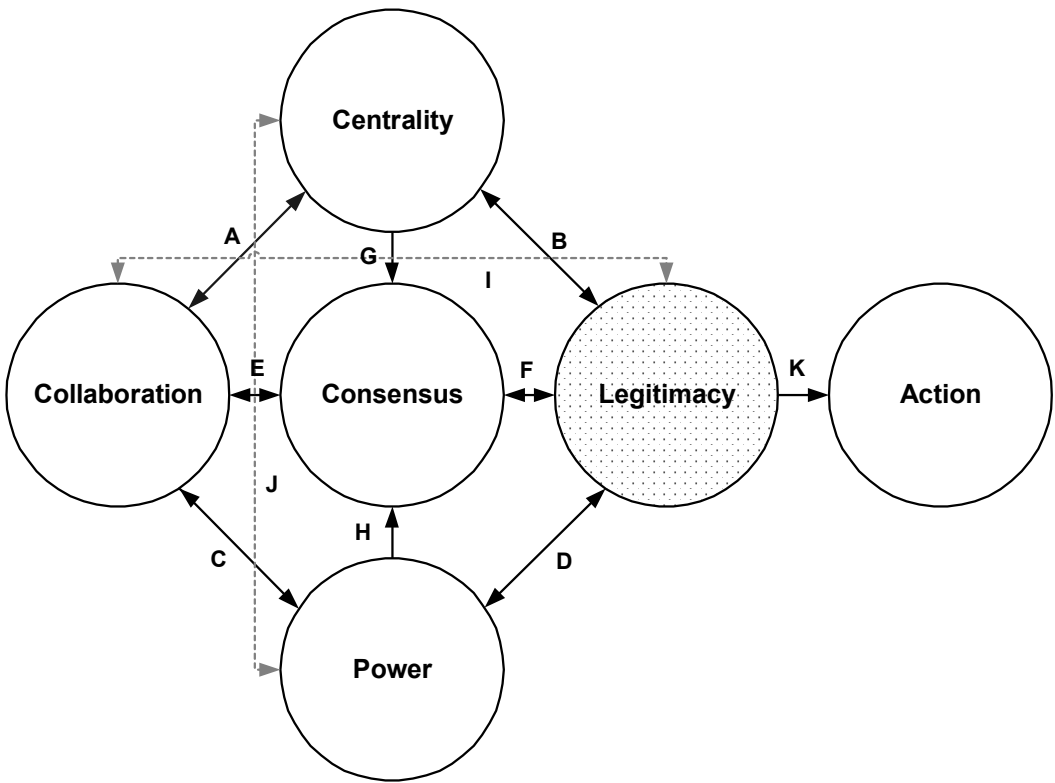 Centrality
A
B
G
I
Collaboration
E
Consensus
F
Legitimacy
K
Action
J
H
C
D
Power